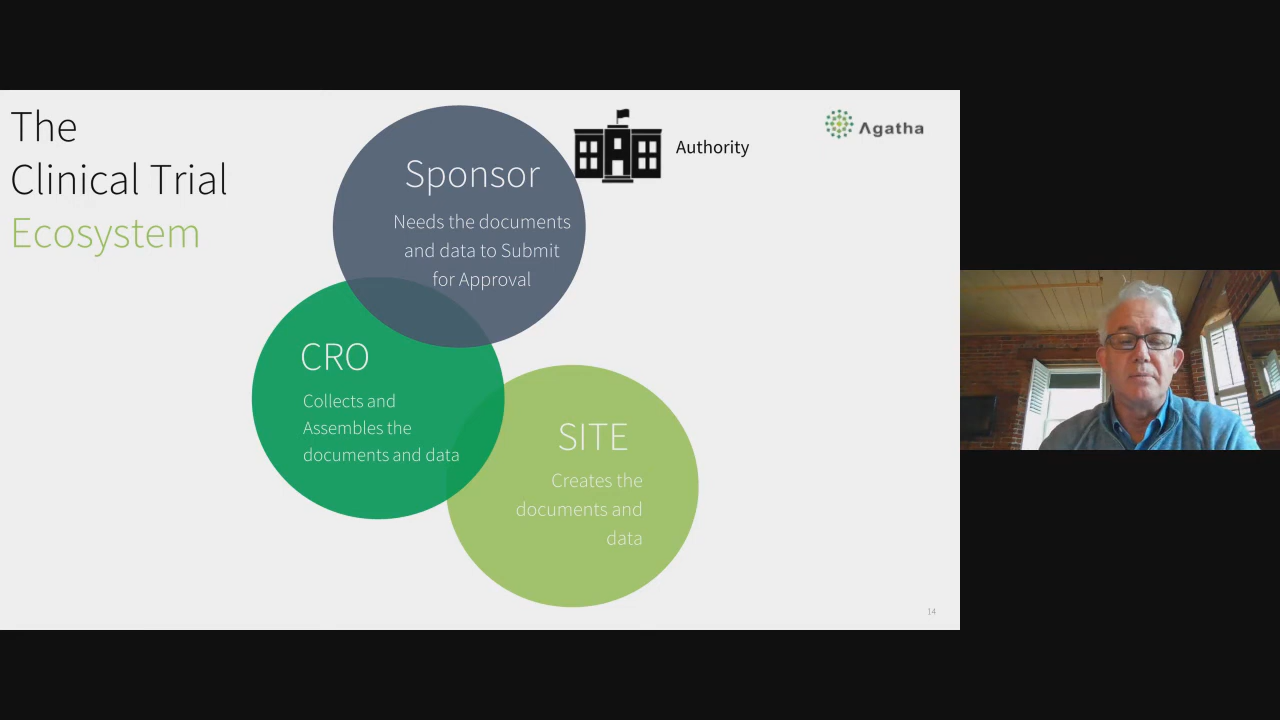 The
Clinical Trial
Ecosystem
Sponsor
Needs the documents
and data to Submit
for Approval
Authority
Agatha
CRO
Collects and
Assembles the
documents and data
SITE
Creates the
documents and
data
14